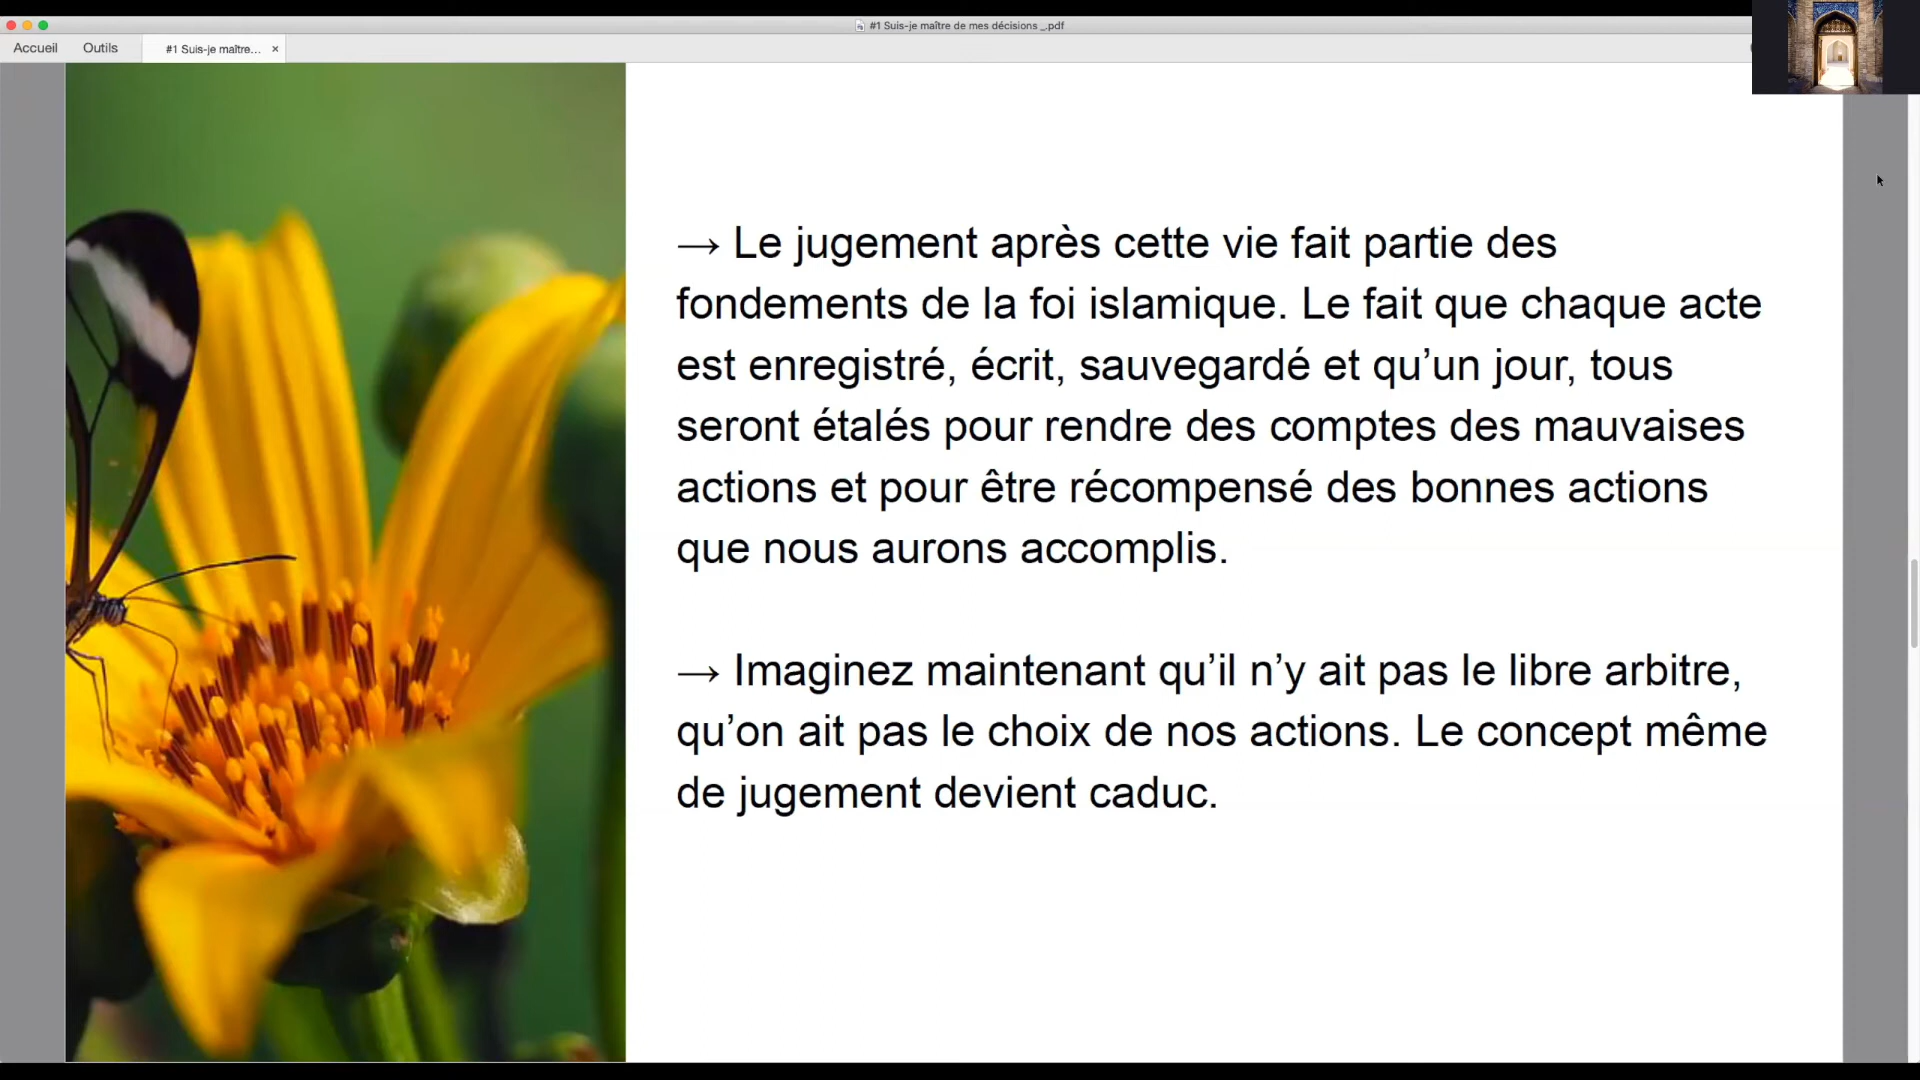 #1 Suis-je maître de mes décisions _.pdf
Accueil
Outils
#1 Suis-je maître... ×
→ Le jugement après cette vie fait partie des
fondements de la foi islamique. Le fait que chaque acte
est enregistré, écrit, sauvegardé et qu’un jour, tous
seront étalés pour rendre des comptes des mauvaises
actions et pour être récompensé des bonnes actions
que nous aurons accomplis.
→ Imaginez maintenant qu’il n’y ait pas le libre arbitre,
qu’on ait pas le choix de nos actions. Le concept même
de jugement devient caduc.